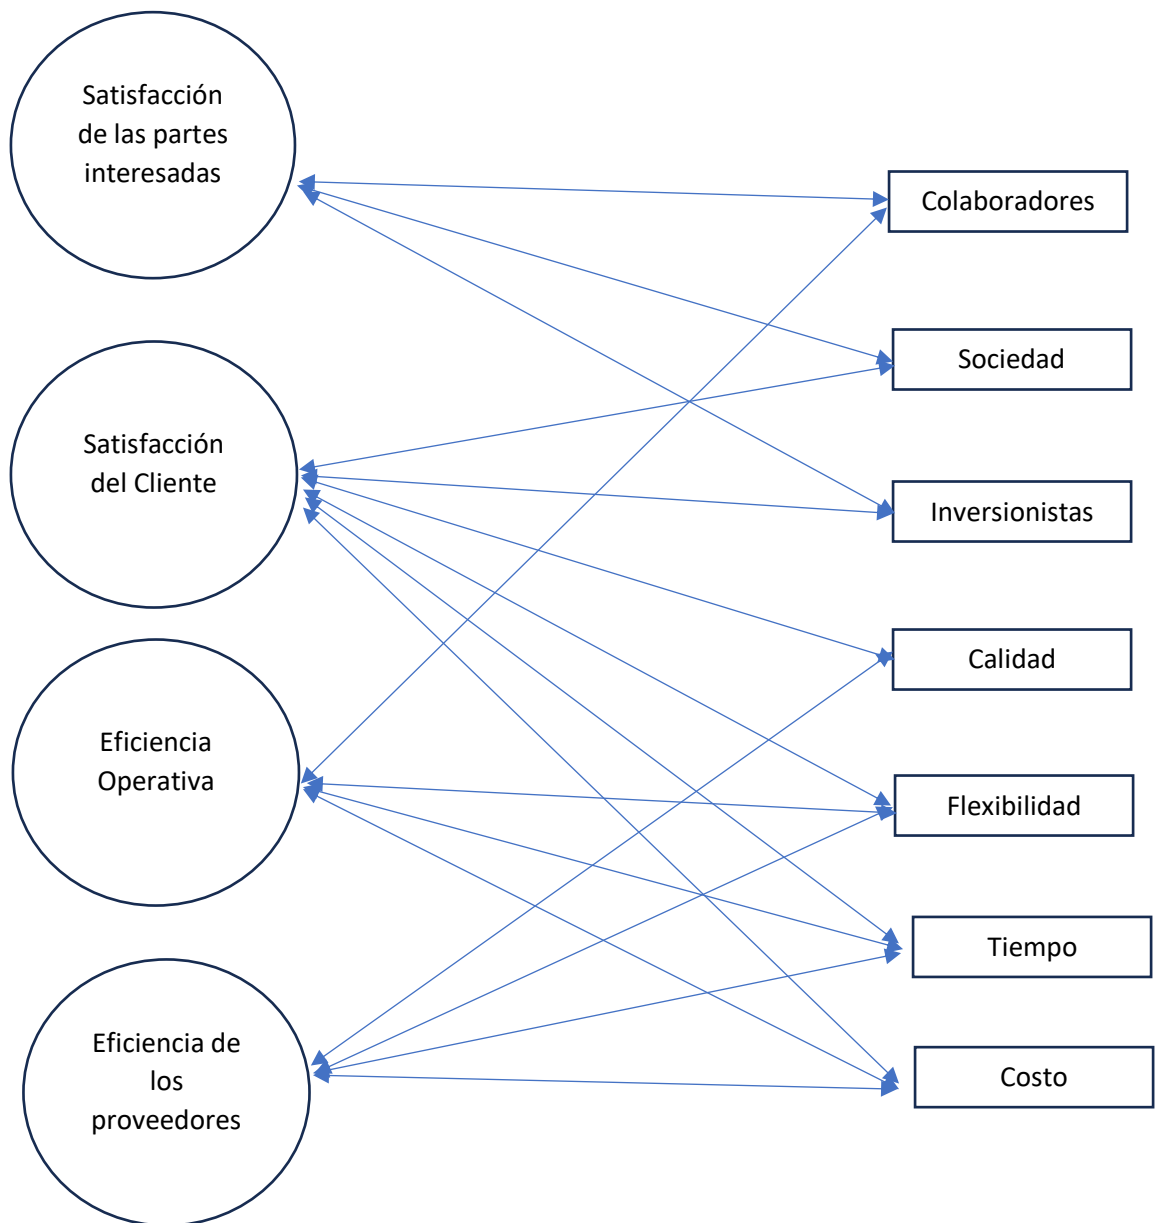 Satisfacción
de las partes
interesadas
Colaboradores
Sociedad
Satisfacción
del Cliente
Inversionistas
Calidad
Eficiencia
Operativa
Flexibilidad
Tiempo
Eficiencia de
los
proveedores
Costo